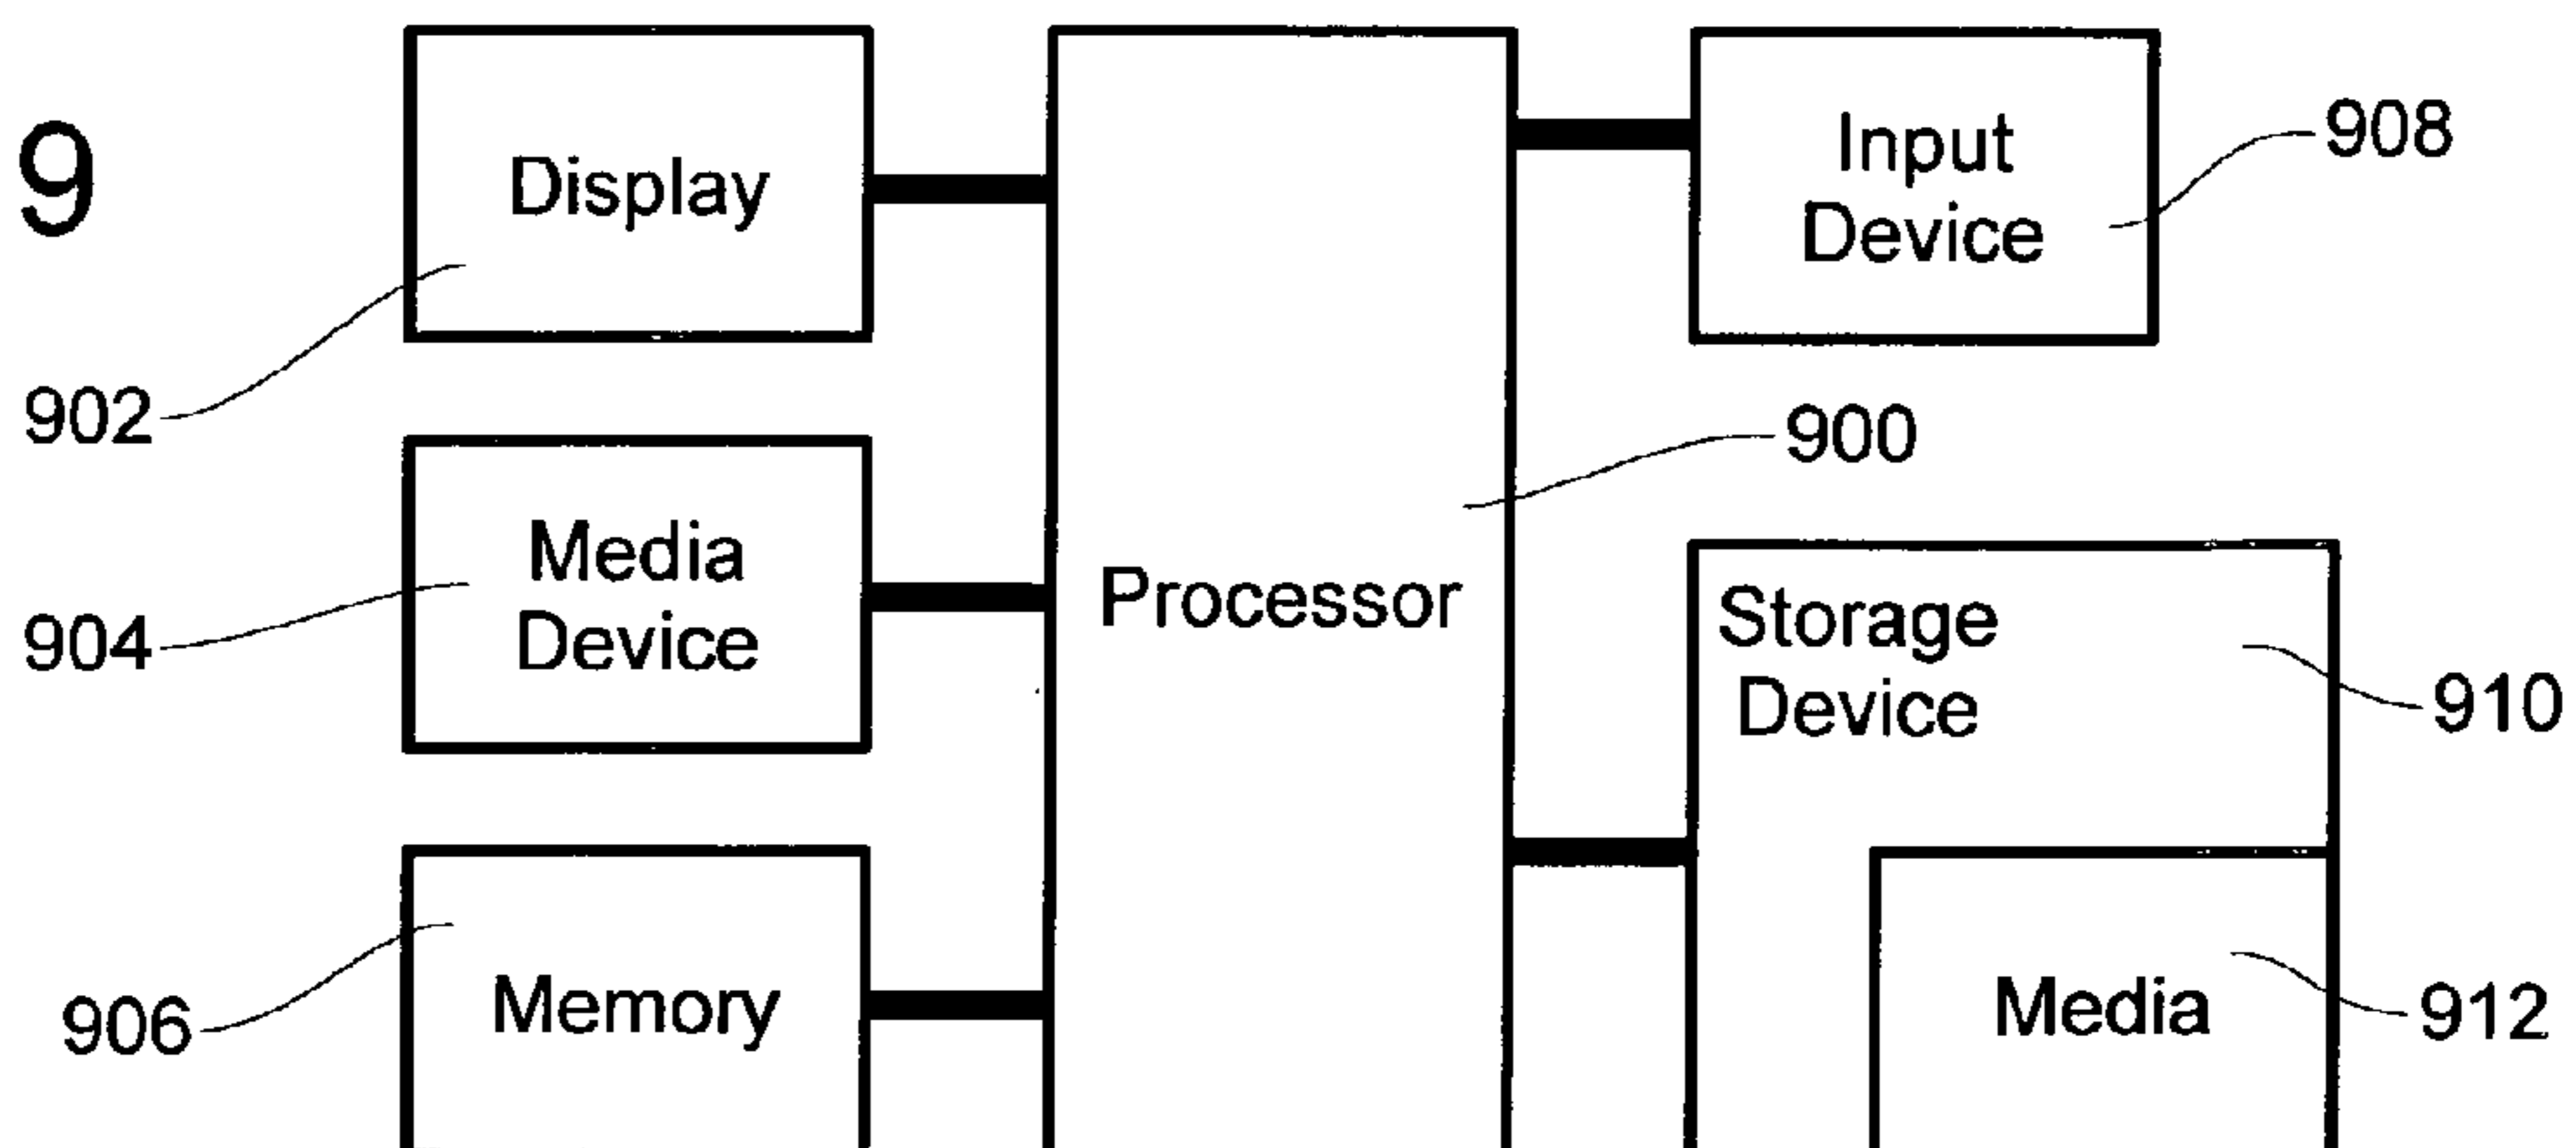 9
Display
902
Media
Device
904
Memory
906
Processor
900
Input
Device
908
Storage
Device
910
Media
912